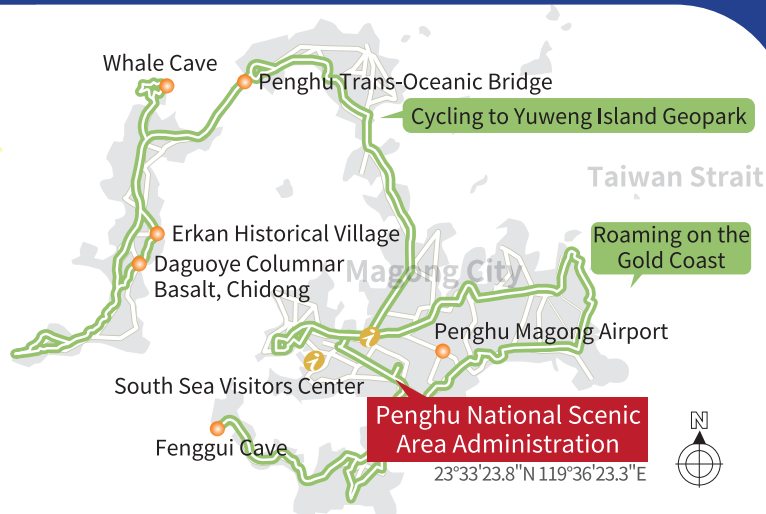 Whale Cave
Penghu Trans-Oceanic Bridge
Cycling to Yuweng Island Geopark
Taiwan Strait
Erkan Historical Village
Roaming on the
Gold Coast
Daguoye Columnar
Basalt, Chidong
Magong City
Penghu Magong Airport
South Sea Visitors Center
Penghu National Scenic
Area Administration
Fenggui Cave
23°33'23.8"N 119°36'23.3"E
N
i
i